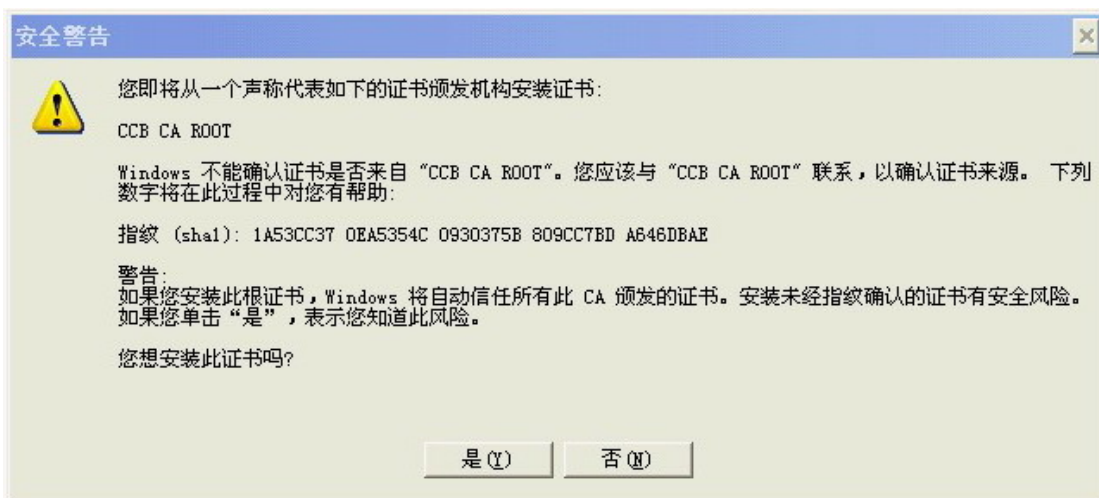 安全警告
您即将从一个声称代表如下的证书颁发机构安装证书:
CCB CA ROOT
Windows 不能确认证书是否来自 “CCB CA ROOT”。您应该与 “CCB CA ROOT” 联系，以确认证书来源。 下列
数字将在此过程中对您有帮助:
指纹 (sha1): 1A53CC37 0EA5354C 0930375B 809CC7BD A646DBAE
警告:
如果您安装此根证书，Windows 将自动信任所有此 CA 颁发的证书。安装未经指纹确认的证书有安全风险。
如果您单击“是”，表示您知道此风险。
您想安装此证书吗?
是(Y) 否(N)